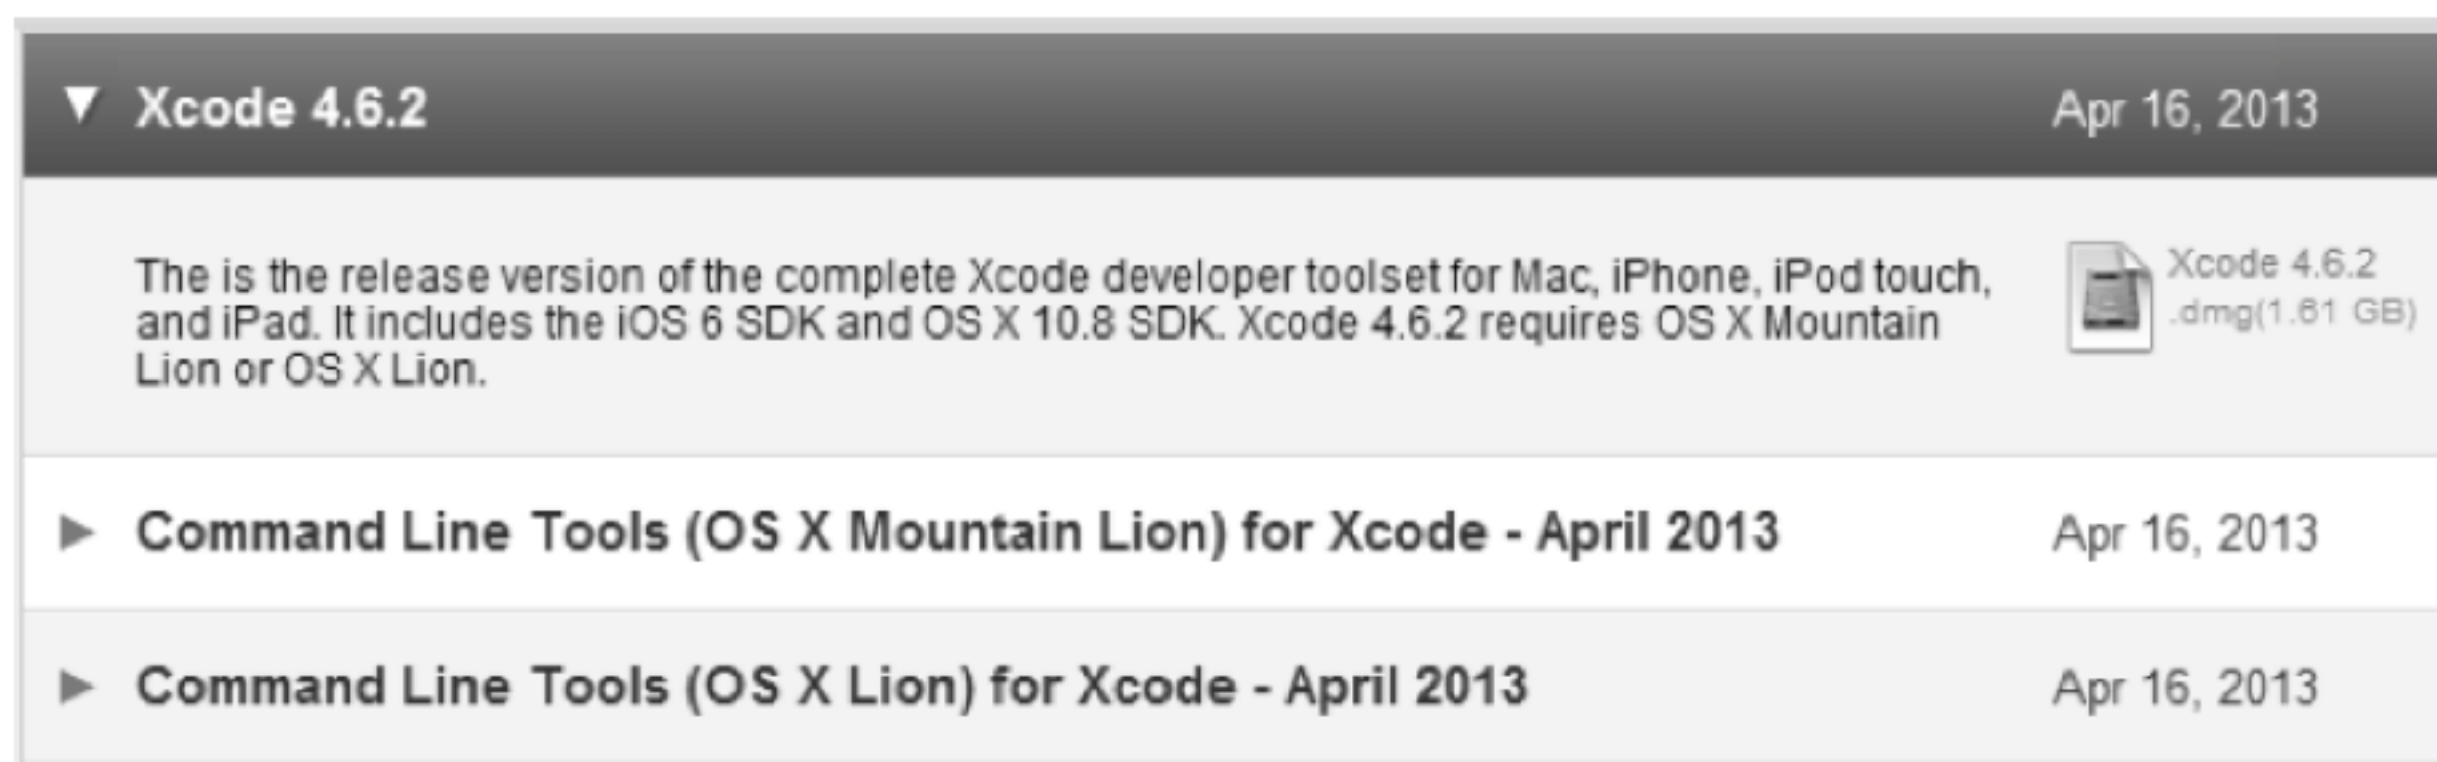 Xcode 4.6.2
Apr 16, 2013
The is the release version of the complete Xcode developer toolset for Mac, iPhone, iPod touch,
and iPad. It includes the iOS 6 SDK and OS X 10.8 SDK. Xcode 4.6.2 requires OS X Mountain
Lion or OS X Lion.
Xcode 4.6.2
.dmg(1.61 GB)
Command Line Tools (OS X Mountain Lion) for Xcode - April 2013
Apr 16, 2013
Command Line Tools (OS X Lion) for Xcode - April 2013
Apr 16, 2013